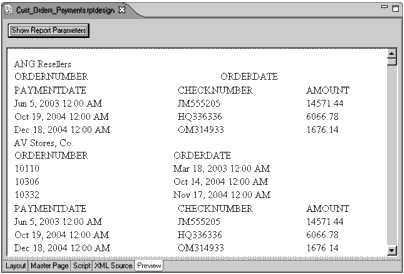 Cust_Orders_Payments.rptdesign
Show Report Parameters
ANG Resellers
ORDERNUMBER ORDERDATE
PAYMENTDATE CHECKNUMBER AMOUNT
Jun 5, 2003 12:00 AM JM555205 14571.44
Oct 19, 2004 12:00 AM HQ336336 6066.78
Dec 18, 2004 12:00 AM OM314933 1676.14
AV Stores, Co.
ORDERNUMBER ORDERDATE
10110 Mar 18, 2003 12:00 AM
10306 Oct 14, 2004 12:00 AM
10332 Nov 17, 2004 12:00 AM
PAYMENTDATE CHECKNUMBER AMOUNT
Jun 5, 2003 12:00 AM JM555205 14571.44
Oct 19, 2004 12:00 AM HQ336336 6066.78
Dec 18, 2004 12:00 AM OM314933 1676.14
Layout Master Page Script XML Source Preview